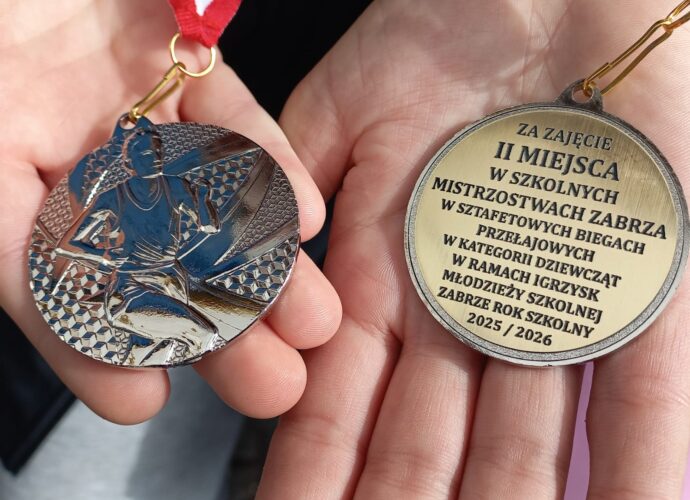 ZA ZAJĘCIE
II MIEJSCA
W SZKOLNYCH
MISTRZOSTWACH ZABRZA
W SZTAFETOWYCH BIEGACH
PRZEŁAJOWYCH
W KATEGORII DZIEWCZĄT
W RAMACH IGRZYSK
MŁODZIEŻY SZKOLNEJ
ZABRZE ROK SZKOLNY
2025 / 2026